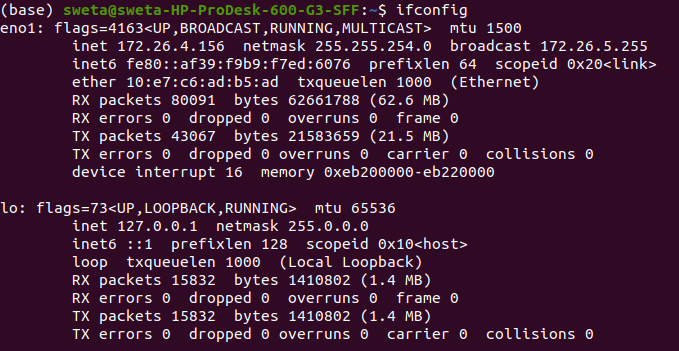 (base) sweta@sweta-HP-ProDesk-600-G3-SFF:~$ ifconfig
eno1: flags=4163<UP,BROADCAST,RUNNING,MULTICAST>  mtu 1500
        inet 172.26.4.156  netmask 255.255.254.0  broadcast 172.26.5.255
        inet6 fe80::af39:f9b9:f7ed:6076  prefixlen 64  scopeid 0x20<link>
        ether 10:e7:c6:ad:b5:ad  txqueuelen 1000  (Ethernet)
        RX packets 80091  bytes 62661788 (62.6 MB)
        RX errors 0  dropped 0  overruns 0  frame 0
        TX packets 43067  bytes 21583659 (21.5 MB)
        TX errors 0  dropped 0 overruns 0  carrier 0  collisions 0
        device interrupt 16  memory 0xeb200000-eb220000

lo: flags=73<UP,LOOPBACK,RUNNING>  mtu 65536
        inet 127.0.0.1  netmask 255.0.0.0
        inet6 ::1  prefixlen 128  scopeid 0x10<host>
        loop  txqueuelen 1000  (Local Loopback)
        RX packets 15832  bytes 1410802 (1.4 MB)
        RX errors 0  dropped 0  overruns 0  frame 0
        TX packets 15832  bytes 1410802 (1.4 MB)
        TX errors 0  dropped 0 overruns 0  carrier 0  collisions 0